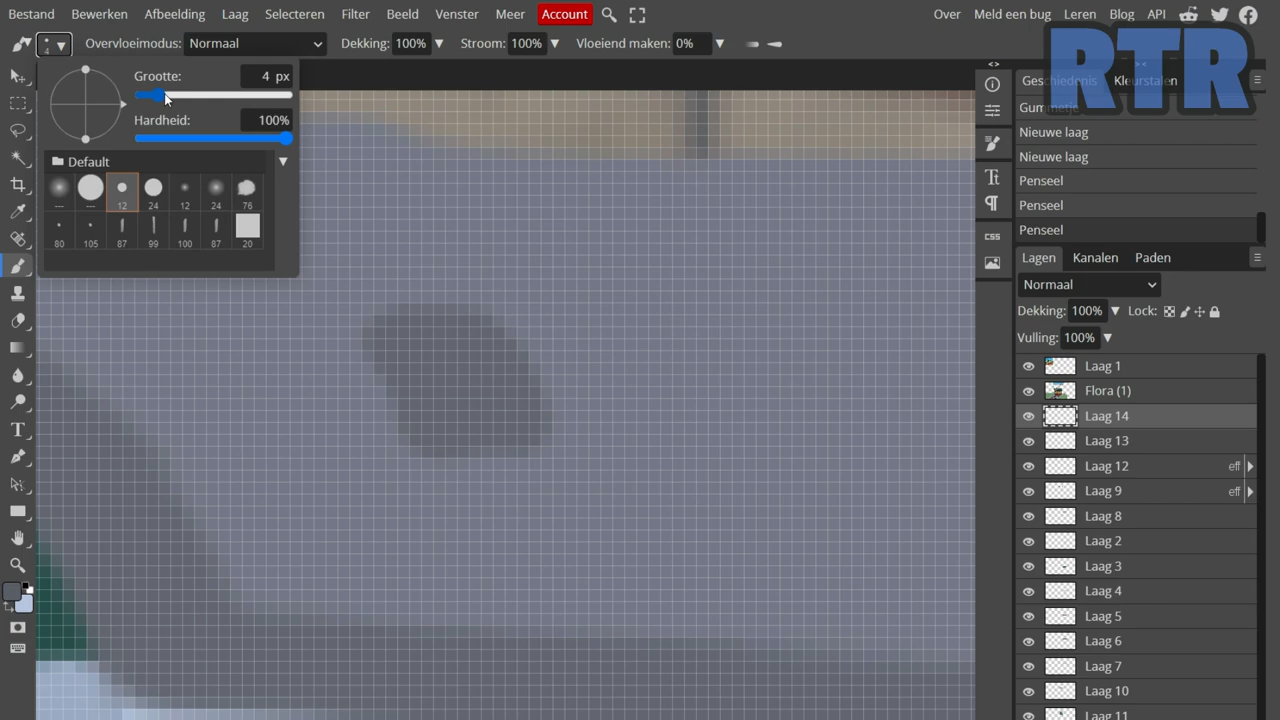 Bestand Bewerken Afbeelding Laag Selecteren Filter Beeld Venster Meer Account Over Meld een bug Leren Blog API
4 Overvloeimodus: Normaal Dekking: 100% Stroom: 100% Vloeiend maken: 0%
RTR
Grootte: 4 px
Hardheid: 100%
Default
--- --- 12 24 12 24 76
80 105 87 99 100 87 20
<> ><
Geschiedenis Kleurstalen
Gummetje
Nieuwe laag
Nieuwe laag
Penseel
Penseel
Penseel
Lagen Kanalen Paden
Normaal
Dekking: 100% Lock:
Vulling: 100%
Laag 1
Flora (1)
Laag 14
Laag 13
Laag 12 eff
Laag 9 eff
Laag 8
Laag 2
Laag 3
Laag 4
Laag 5
Laag 6
Laag 7
Laag 10
Laag 11
CSS